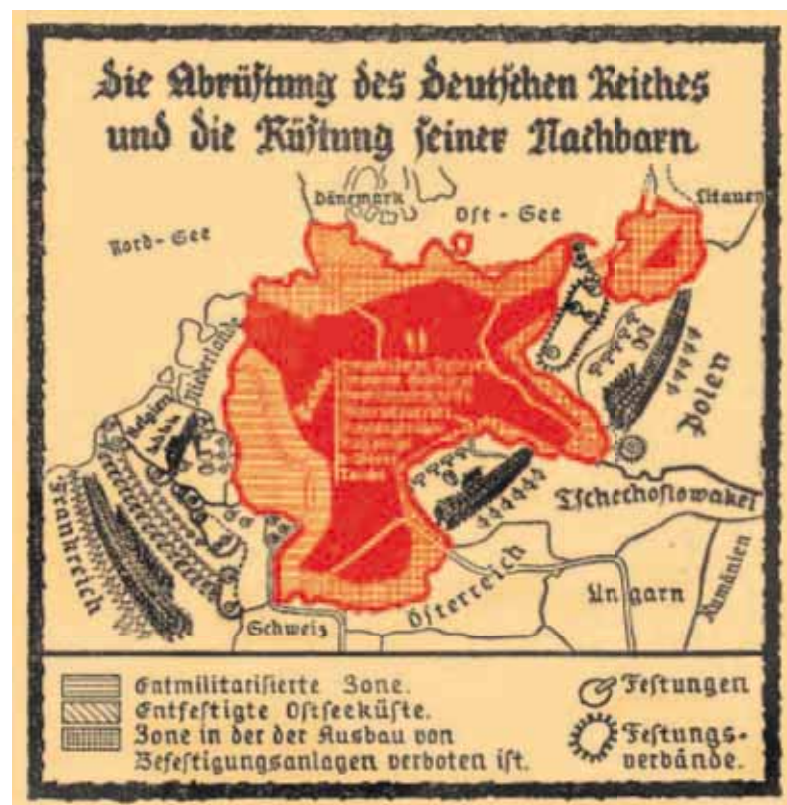 Die Abrüstung des Deutschen Reiches
und die Rüstung seiner Nachbarn
Dänemark
Ost-See
Litauen
Nord-See
Niederlande
Belgien
Polen
Frankreich
Tschechoslowakei
Österreich
Ungarn
Rumänien
Schweiz
Entmilitarisierte Zone.
Entfestigte Ostseeküste.
Zone in der der Ausbau von
Befestigungsanlagen verboten ist.
Festungen
Festungs-
verbände.